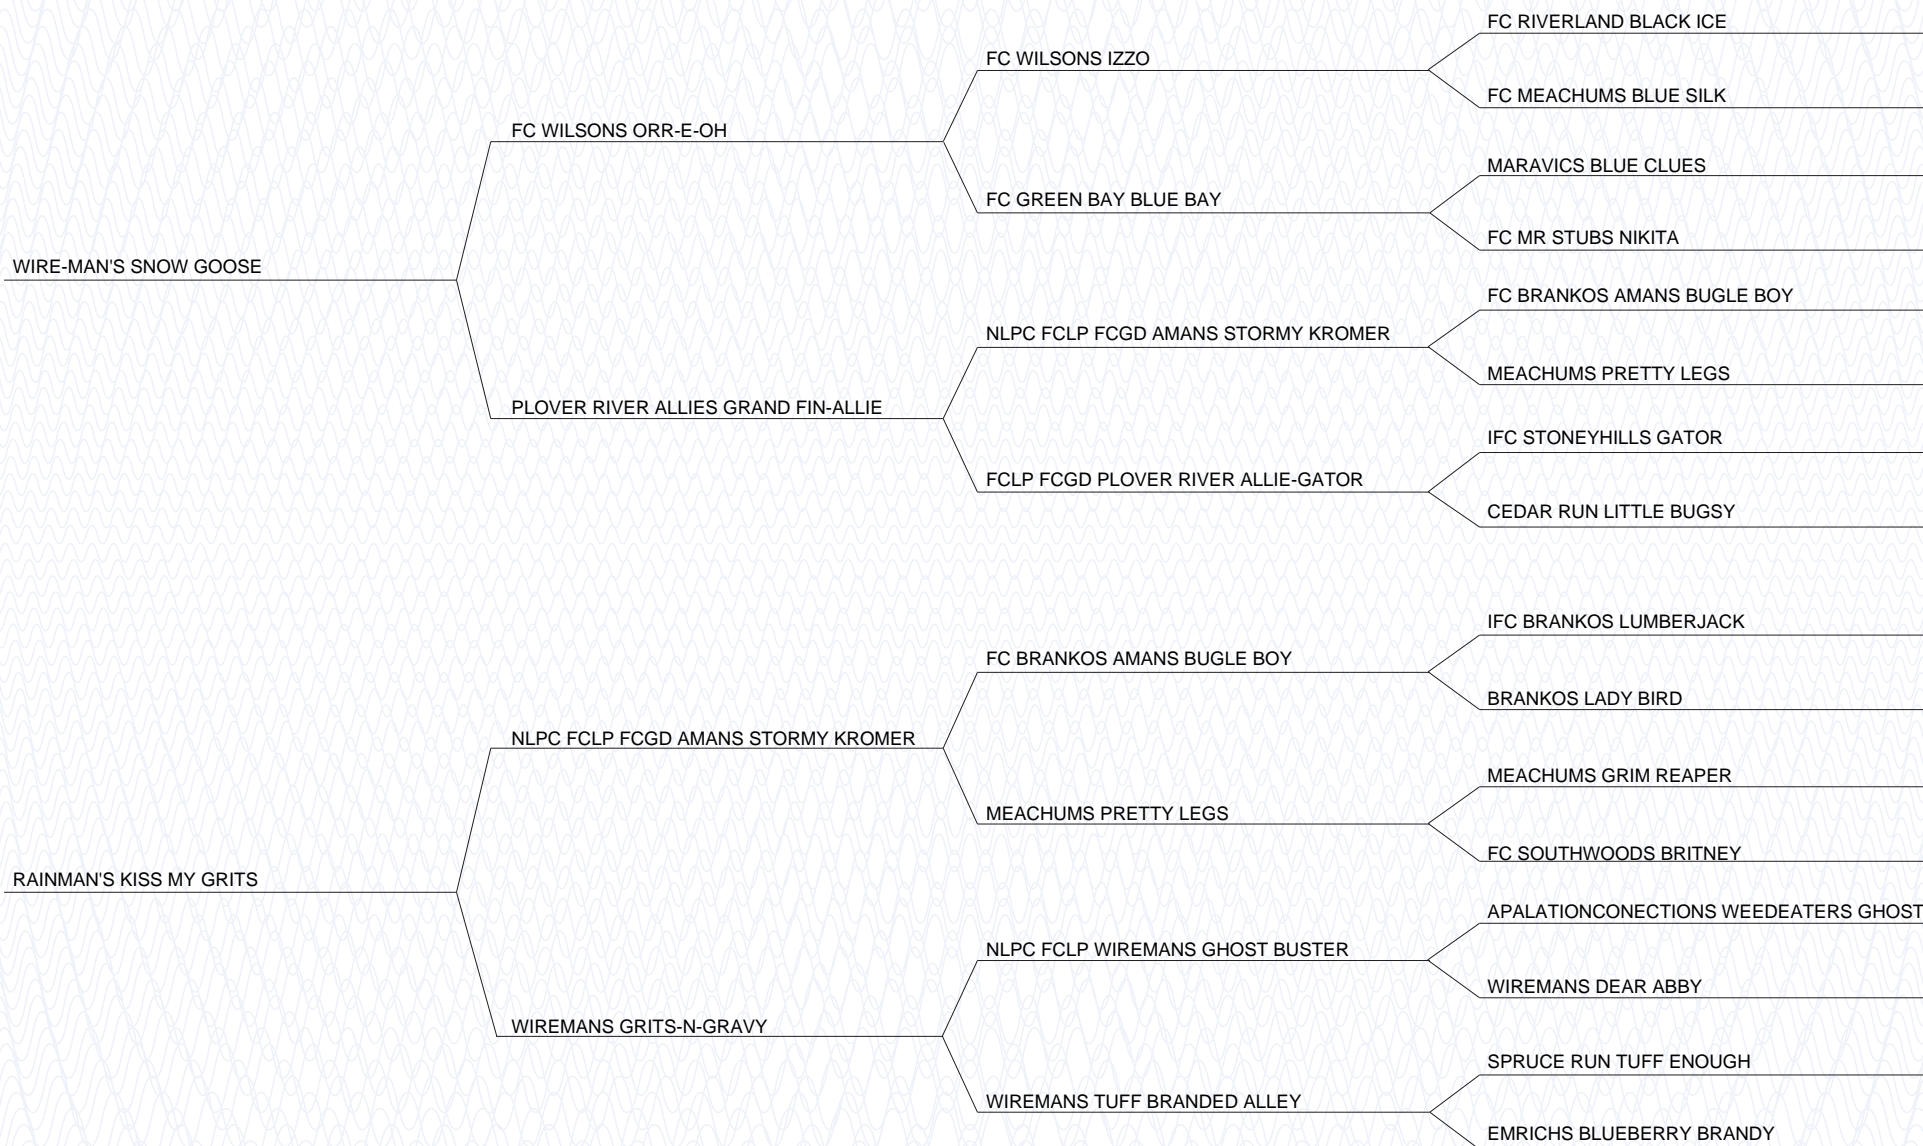 FC RIVERLAND BLACK ICE
FC WILSONS IZZO
FC MEACHUMS BLUE SILK
FC WILSONS ORR-E-OH
MARAVICS BLUE CLUES
FC GREEN BAY BLUE BAY
FC MR STUBS NIKITA
WIRE-MAN'S SNOW GOOSE
FC BRANKOS AMANS BUGLE BOY
NLPC FCLP FCGD AMANS STORMY KROMER
MEACHUMS PRETTY LEGS
PLOVER RIVER ALLIES GRAND FIN-ALLIE
IFC STONEYHILLS GATOR
FCLP FCGD PLOVER RIVER ALLIE-GATOR
CEDAR RUN LITTLE BUGSY
IFC BRANKOS LUMBERJACK
FC BRANKOS AMANS BUGLE BOY
BRANKOS LADY BIRD
NLPC FCLP FCGD AMANS STORMY KROMER
MEACHUMS GRIM REAPER
MEACHUMS PRETTY LEGS
FC SOUTHWOODS BRITNEY
RAINMAN'S KISS MY GRITS
APALATIONCONECTIONS WEEDEATERS GHOST
NLPC FCLP WIREMANS GHOST BUSTER
WIREMANS DEAR ABBY
WIREMANS GRITS-N-GRAVY
SPRUCE RUN TUFF ENOUGH
WIREMANS TUFF BRANDED ALLEY
EMRICHS BLUEBERRY BRANDY